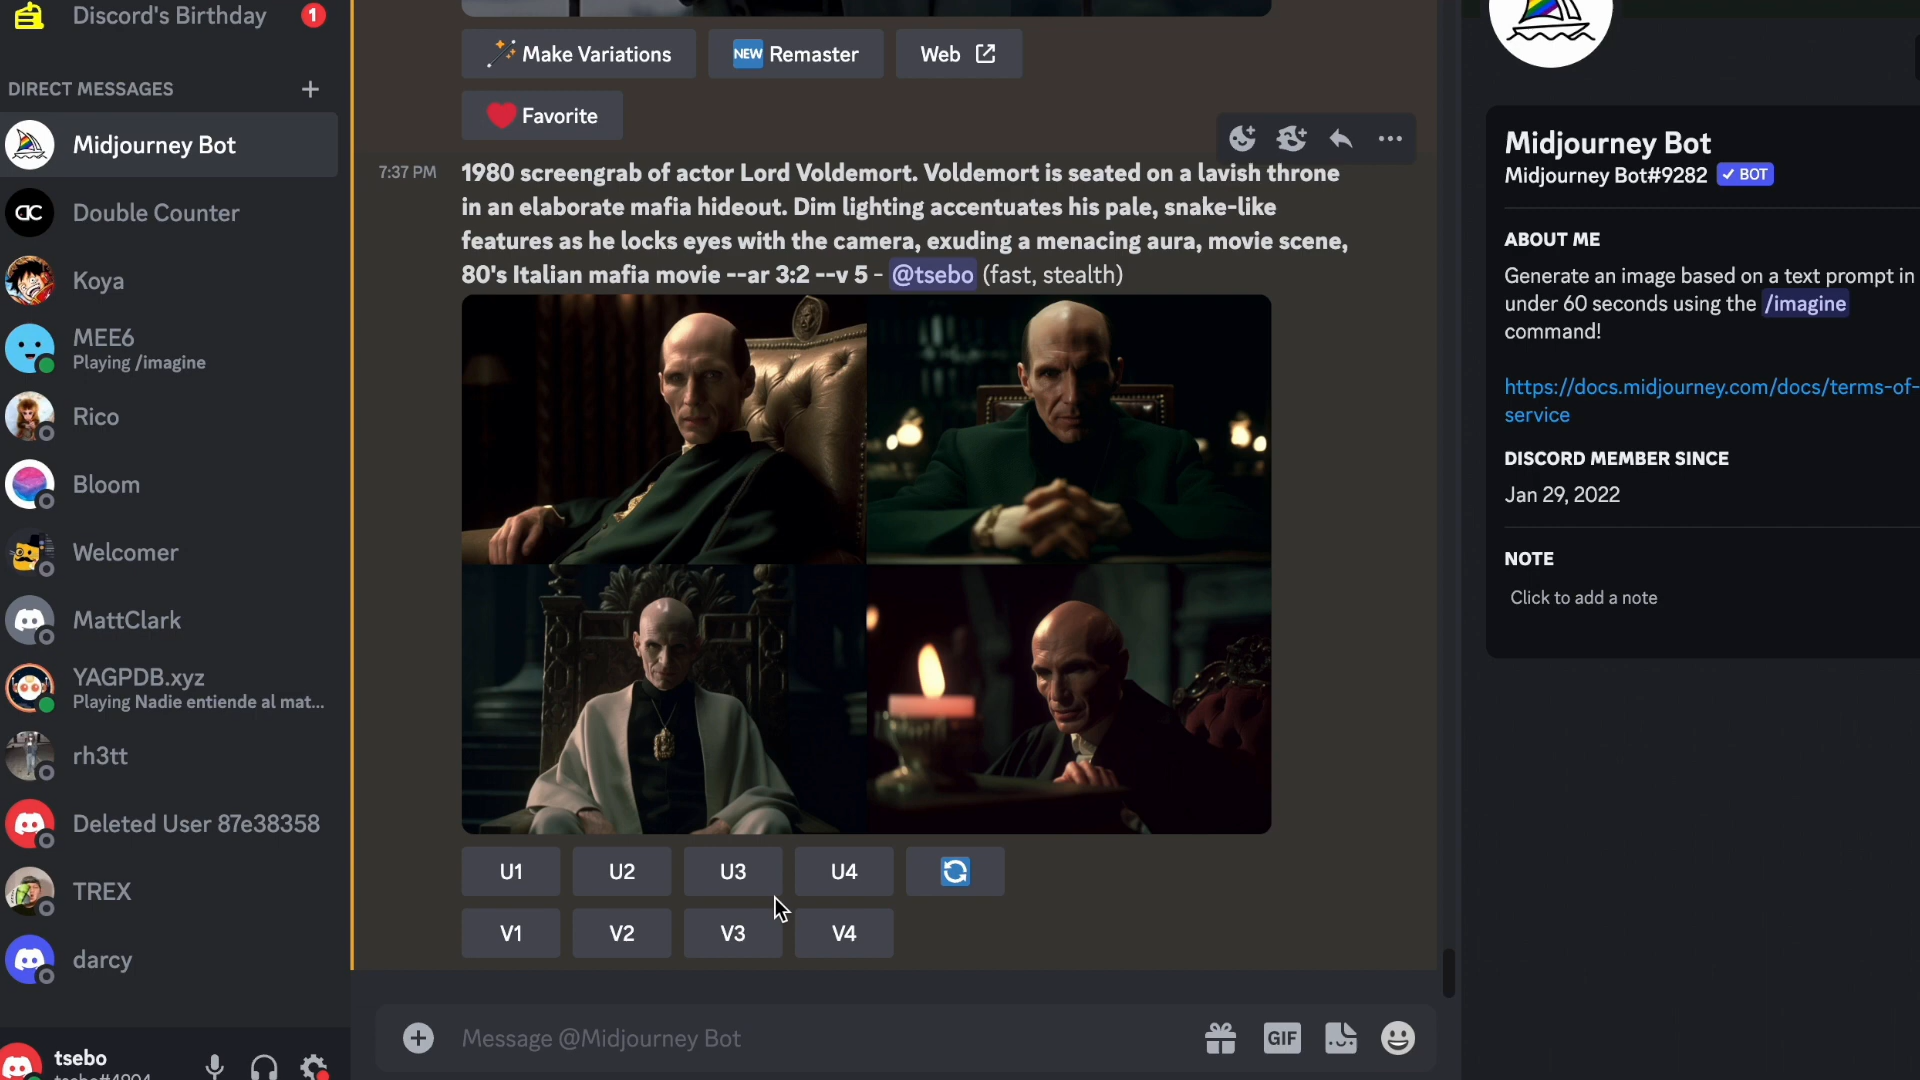 Discord's Birthday
1
DIRECT MESSAGES
Midjourney Bot
Double Counter
Koya
MEE6
Playing /imagine
Rico
Bloom
Welcomer
MattClark
YAGPDB.xyz
Playing Nadie entiende al mat...
rh3tt
Deleted User 87e38358
TREX
darcy
tsebo
Make Variations
NEW Remaster
Web
Favorite
7:37 PM
1980 screengrab of actor Lord Voldemort. Voldemort is seated on a lavish throne
in an elaborate mafia hideout. Dim lighting accentuates his pale, snake-like
features as he locks eyes with the camera, exuding a menacing aura, movie scene,
80's Italian mafia movie --ar 3:2 --v 5 - @tsebo (fast, stealth)
U1
U2
U3
U4
V1
V2
V3
V4
Message @Midjourney Bot
GIF
Midjourney Bot
Midjourney Bot#9282 ✓ BOT
ABOUT ME
Generate an image based on a text prompt in
under 60 seconds using the /imagine
command!
https://docs.midjourney.com/docs/terms-of-
service
DISCORD MEMBER SINCE
Jan 29, 2022
NOTE
Click to add a note